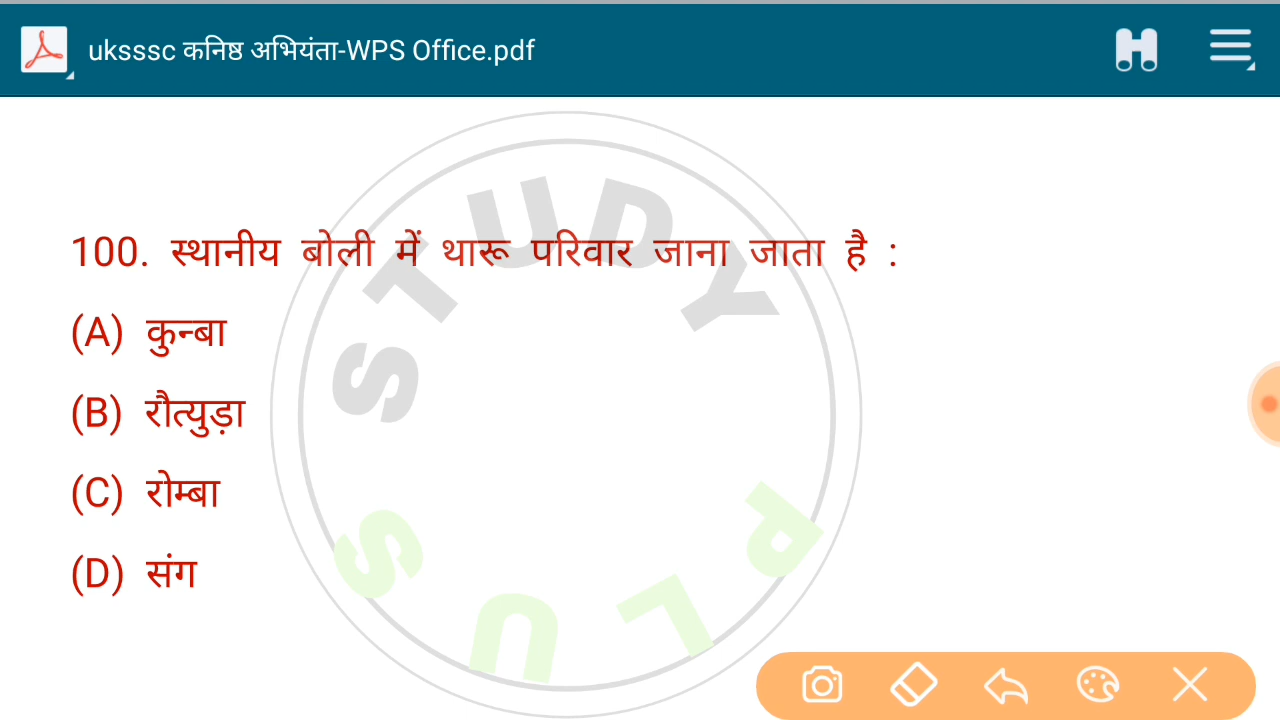 uksssc कनिष्ठ अभियंता-WPS Office.pdf
STUDY
100. स्थानीय बोली में थारू परिवार जाना जाता है :
(A) कुन्बा
(B) रौत्युड़ा
(C) रोम्बा
(D) संग
PLUS